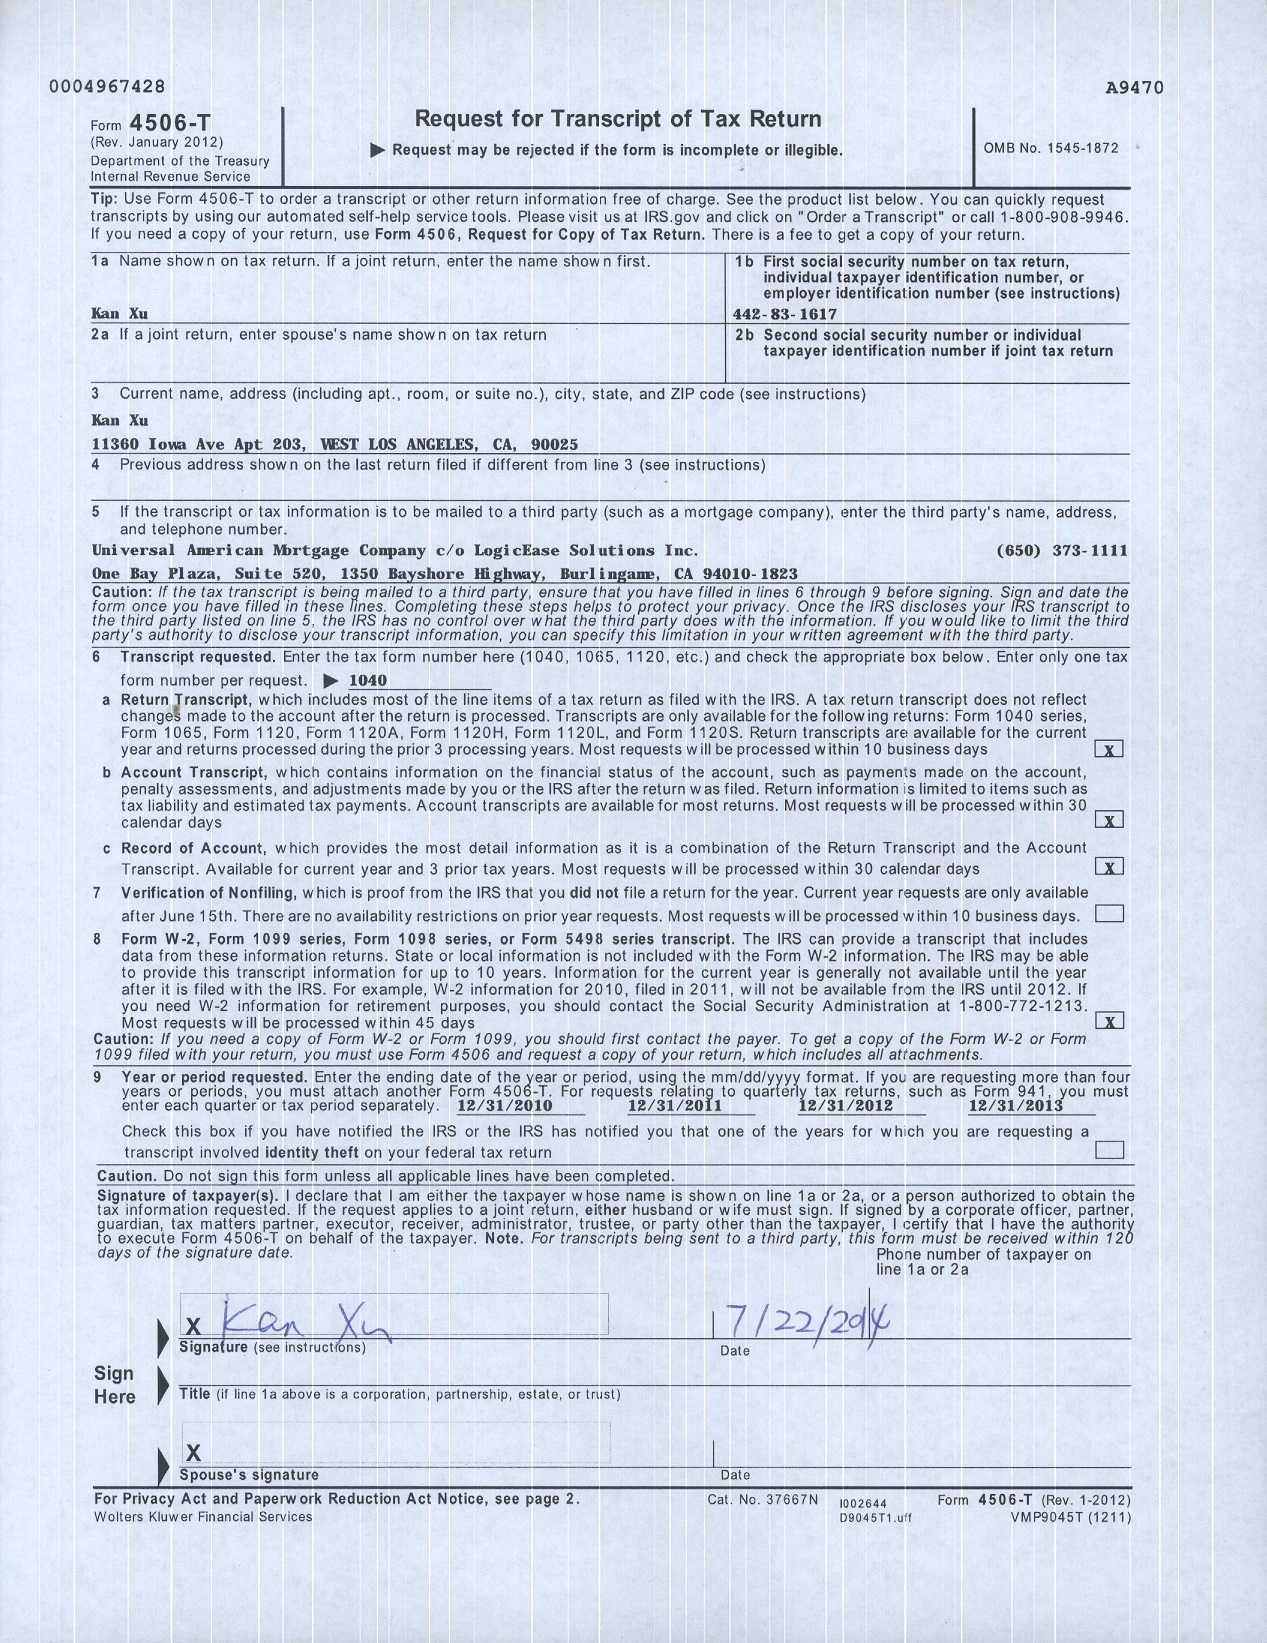 0004967428
A9470
Form 4506-T
(Rev. January 2012)
Department of the Treasury
Internal Revenue Service
Request for Transcript of Tax Return
▶ Request may be rejected if the form is incomplete or illegible.
OMB No. 1545-1872
Tip: Use Form 4506-T to order a transcript or other return information free of charge. See the product list below. You can quickly request
transcripts by using our automated self-help service tools. Please visit us at IRS.gov and click on "Order a Transcript" or call 1-800-908-9946.
If you need a copy of your return, use Form 4506, Request for Copy of Tax Return. There is a fee to get a copy of your return.
1a Name shown on tax return. If a joint return, enter the name shown first.
Kan Xu
1b First social security number on tax return,
individual taxpayer identification number, or
employer identification number (see instructions)
442-83-1617
2a If a joint return, enter spouse's name shown on tax return
2b Second social security number or individual
taxpayer identification number if joint tax return
3 Current name, address (including apt., room, or suite no.), city, state, and ZIP code (see instructions)
Kan Xu
11360 Iowa Ave Apt 203, WEST LOS ANGELES, CA, 90025
4 Previous address shown on the last return filed if different from line 3 (see instructions)
5 If the transcript or tax information is to be mailed to a third party (such as a mortgage company), enter the third party's name, address,
and telephone number.
Universal American Mortgage Company c/o LogicEase Solutions Inc. (650) 373-1111
One Bay Plaza, Suite 520, 1350 Bayshore Highway, Burlingame, CA 94010-1823
Caution: If the tax transcript is being mailed to a third party, ensure that you have filled in lines 6 through 9 before signing. Sign and date the
form once you have filled in these lines. Completing these steps helps to protect your privacy. Once the IRS discloses your IRS transcript to
the third party listed on line 5, the IRS has no control over what the third party does with the information. If you would like to limit the third
party's authority to disclose your transcript information, you can specify this limitation in your written agreement with the third party.
6 Transcript requested. Enter the tax form number here (1040, 1065, 1120, etc.) and check the appropriate box below. Enter only one tax
form number per request. ▶ 1040
a Return Transcript, which includes most of the line items of a tax return as filed with the IRS. A tax return transcript does not reflect
changes made to the account after the return is processed. Transcripts are only available for the following returns: Form 1040 series,
Form 1065, Form 1120, Form 1120A, Form 1120H, Form 1120L, and Form 1120S. Return transcripts are available for the current
year and returns processed during the prior 3 processing years. Most requests will be processed within 10 business days X
b Account Transcript, which contains information on the financial status of the account, such as payments made on the account,
penalty assessments, and adjustments made by you or the IRS after the return was filed. Return information is limited to items such as
tax liability and estimated tax payments. Account transcripts are available for most returns. Most requests will be processed within 30
calendar days X
c Record of Account, which provides the most detail information as it is a combination of the Return Transcript and the Account
Transcript. Available for current year and 3 prior tax years. Most requests will be processed within 30 calendar days X
7 Verification of Nonfiling, which is proof from the IRS that you did not file a return for the year. Current year requests are only available
after June 15th. There are no availability restrictions on prior year requests. Most requests will be processed within 10 business days.
8 Form W-2, Form 1099 series, Form 1098 series, or Form 5498 series transcript. The IRS can provide a transcript that includes
data from these information returns. State or local information is not included with the Form W-2 information. The IRS may be able
to provide this transcript information for up to 10 years. Information for the current year is generally not available until the year
after it is filed with the IRS. For example, W-2 information for 2010, filed in 2011, will not be available from the IRS until 2012. If
you need W-2 information for retirement purposes, you should contact the Social Security Administration at 1-800-772-1213.
Most requests will be processed within 45 days X
Caution: If you need a copy of Form W-2 or Form 1099, you should first contact the payer. To get a copy of the Form W-2 or Form
1099 filed with your return, you must use Form 4506 and request a copy of your return, which includes all attachments.
9 Year or period requested. Enter the ending date of the year or period, using the mm/dd/yyyy format. If you are requesting more than four
years or periods, you must attach another Form 4506-T. For requests relating to quarterly tax returns, such as Form 941, you must
enter each quarter or tax period separately. 12/31/2010 12/31/2011 12/31/2012 12/31/2013
Check this box if you have notified the IRS or the IRS has notified you that one of the years for which you are requesting a
transcript involved identity theft on your federal tax return
Caution. Do not sign this form unless all applicable lines have been completed.
Signature of taxpayer(s). I declare that I am either the taxpayer whose name is shown on line 1a or 2a, or a person authorized to obtain the
tax information requested. If the request applies to a joint return, either husband or wife must sign. If signed by a corporate officer, partner,
guardian, tax matters partner, executor, receiver, administrator, trustee, or party other than the taxpayer, I certify that I have the authority
to execute Form 4506-T on behalf of the taxpayer. Note. For transcripts being sent to a third party, this form must be received within 120
days of the signature date.
Phone number of taxpayer on
line 1a or 2a
X Kan Xu 7/22/2014
Signature (see instructions) Date
Sign
Here
Title (if line 1a above is a corporation, partnership, estate, or trust)
X
Spouse's signature Date
For Privacy Act and Paperwork Reduction Act Notice, see page 2. Cat. No. 37667N I002644 Form 4506-T (Rev. 1-2012)
Wolters Kluwer Financial Services D9045T1.uff VMP9045T (1211)